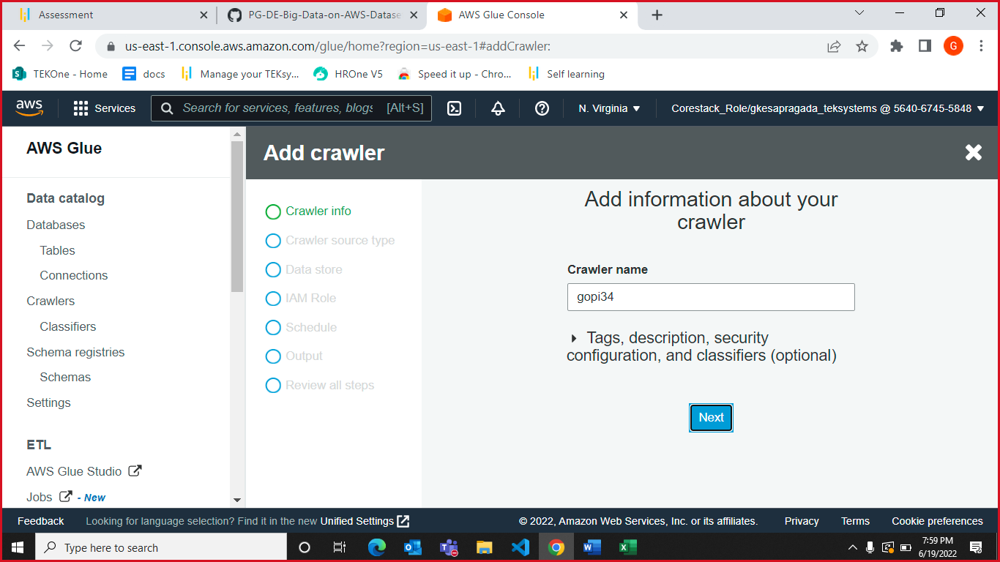 Assessment
PG-DE-Big-Data-on-AWS-Datase
AWS Glue Console
us-east-1.console.aws.amazon.com/glue/home?region=us-east-1#addCrawler:
G
TEKOne - Home
docs
Manage your TEKsy...
HROne V5
Speed it up - Chro...
Self learning
aws
Services
Search for services, features, blogs
[Alt+S]
N. Virginia
Corestack_Role/gkesapragada_teksystems @ 5640-6745-5848
AWS Glue
Data catalog
Databases
Tables
Connections
Crawlers
Classifiers
Schema registries
Schemas
Settings
ETL
AWS Glue Studio
Jobs - New
Add crawler
Crawler info
Crawler source type
Data store
IAM Role
Schedule
Output
Review all steps
Add information about your
crawler
Crawler name
gopi34
Tags, description, security
configuration, and classifiers (optional)
Next
Feedback
Looking for language selection? Find it in the new Unified Settings
© 2022, Amazon Web Services, Inc. or its affiliates.
Privacy
Terms
Cookie preferences
Type here to search
7:59 PM
6/19/2022